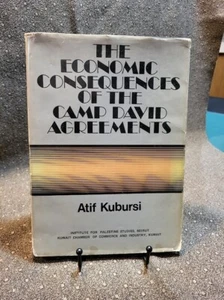 THE
ECONOMIC
CONSEQUENCES
OF THE
CAMP DAVID
AGREEMENTS
Atif Kubursi
INSTITUTE FOR PALESTINE STUDIES, BEIRUT
KUWAIT CHAMBER OF COMMERCE AND INDUSTRY, KUWAIT